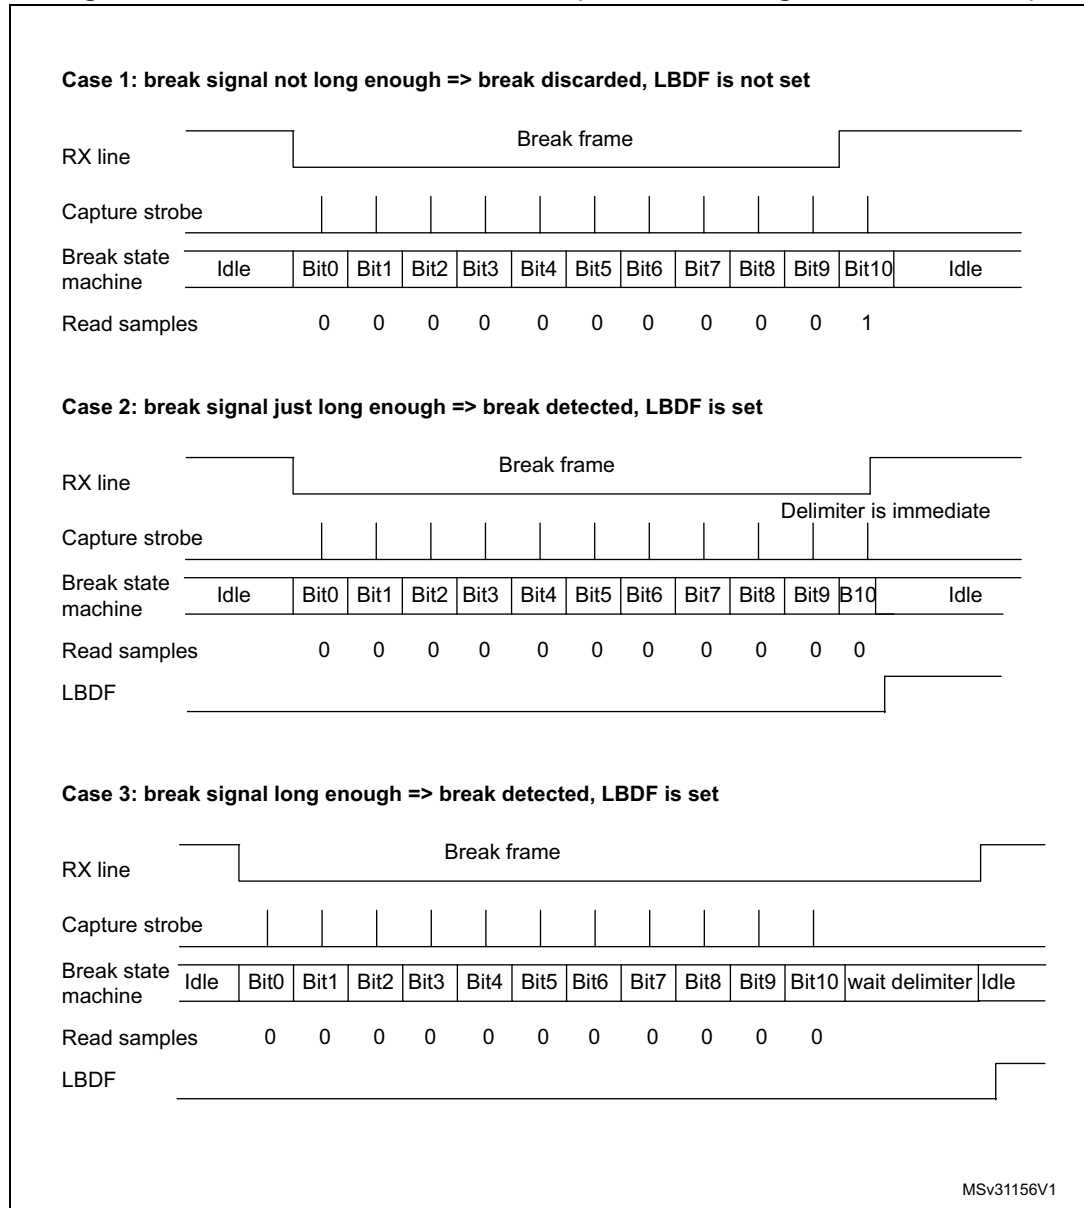 Case 1: break signal not long enough => break discarded, LBDF is not set
Break frame
RX line
Capture strobe
Break state machine
Idle Bit0 Bit1 Bit2 Bit3 Bit4 Bit5 Bit6 Bit7 Bit8 Bit9 Bit10 Idle
Read samples 0 0 0 0 0 0 0 0 0 0 1
Case 2: break signal just long enough => break detected, LBDF is set
Break frame
RX line
Delimiter is immediate
Capture strobe
Break state machine
Idle Bit0 Bit1 Bit2 Bit3 Bit4 Bit5 Bit6 Bit7 Bit8 Bit9 B10 Idle
Read samples 0 0 0 0 0 0 0 0 0 0 0
LBDF
Case 3: break signal long enough => break detected, LBDF is set
Break frame
RX line
Capture strobe
Break state machine
Idle Bit0 Bit1 Bit2 Bit3 Bit4 Bit5 Bit6 Bit7 Bit8 Bit9 Bit10 wait delimiter Idle
Read samples 0 0 0 0 0 0 0 0 0 0 0
LBDF
MSv31156V1